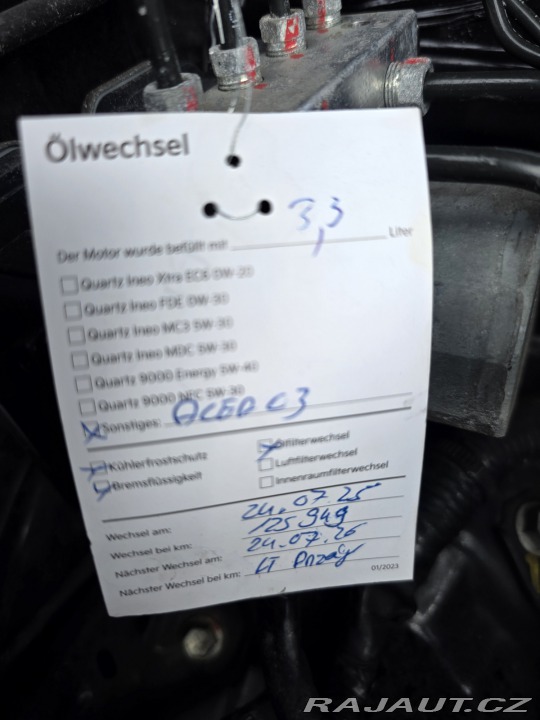 Ölwechsel
Der Motor wurde befüllt mit 3,3 Liter
Quartz Ineo Xtra EC6 0W-20
Quartz Ineo FDE 0W-30
Quartz Ineo MC3 5W-30
Quartz Ineo MDC 5W-30
Quartz 9000 Energy 5W-40
Quartz 9000 NFC 5W-30
Sonstiges: C3
Kühlerfrostschutz
Bremsflüssigkeit
Ölfilterwechsel
Luftfilterwechsel
Innenraumfilterwechsel
Wechsel am: 24.07.25
Wechsel bei km: 125 949
Nächster Wechsel am: 24.07.26
Nächster Wechsel bei km:
01/2023
RAJAUT.CZ